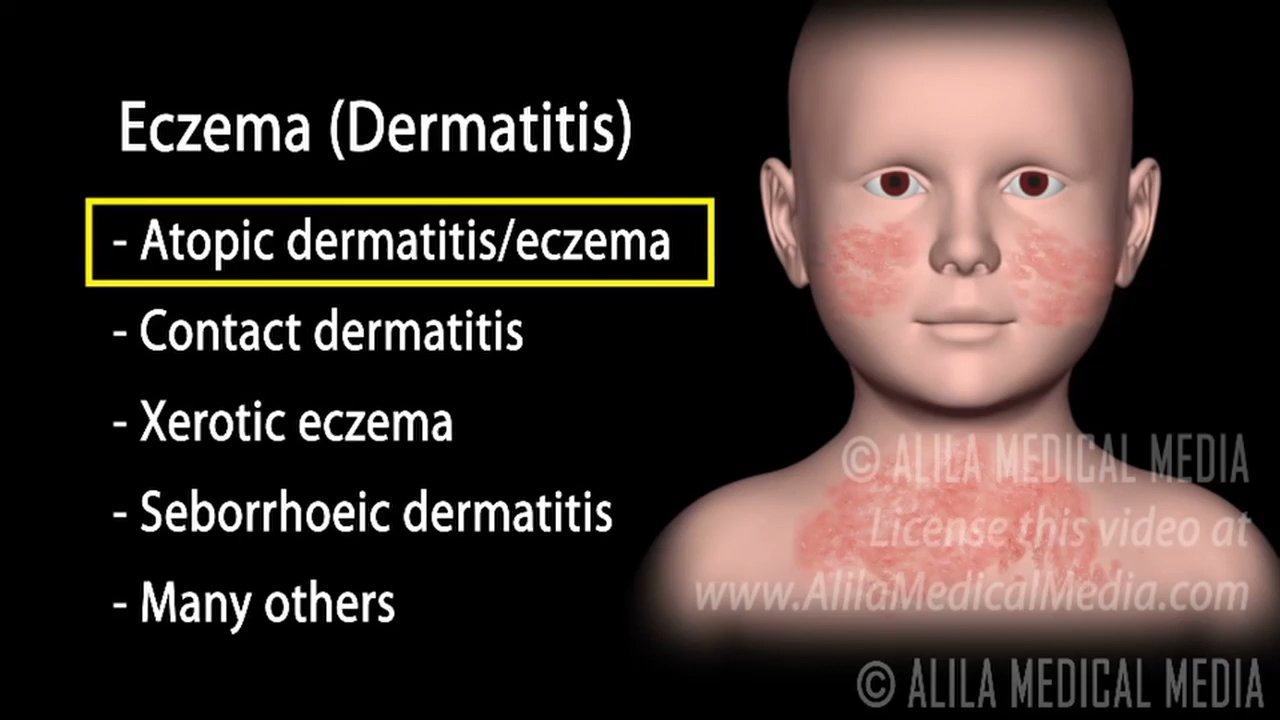 Eczema (Dermatitis)
- Atopic dermatitis/eczema
- Contact dermatitis
- Xerotic eczema
- Seborrhoeic dermatitis
- Many others
© ALILA MEDICAL MEDIA
License this video at
www.AlilaMedicalMedia.com
© ALILA MEDICAL MEDIA